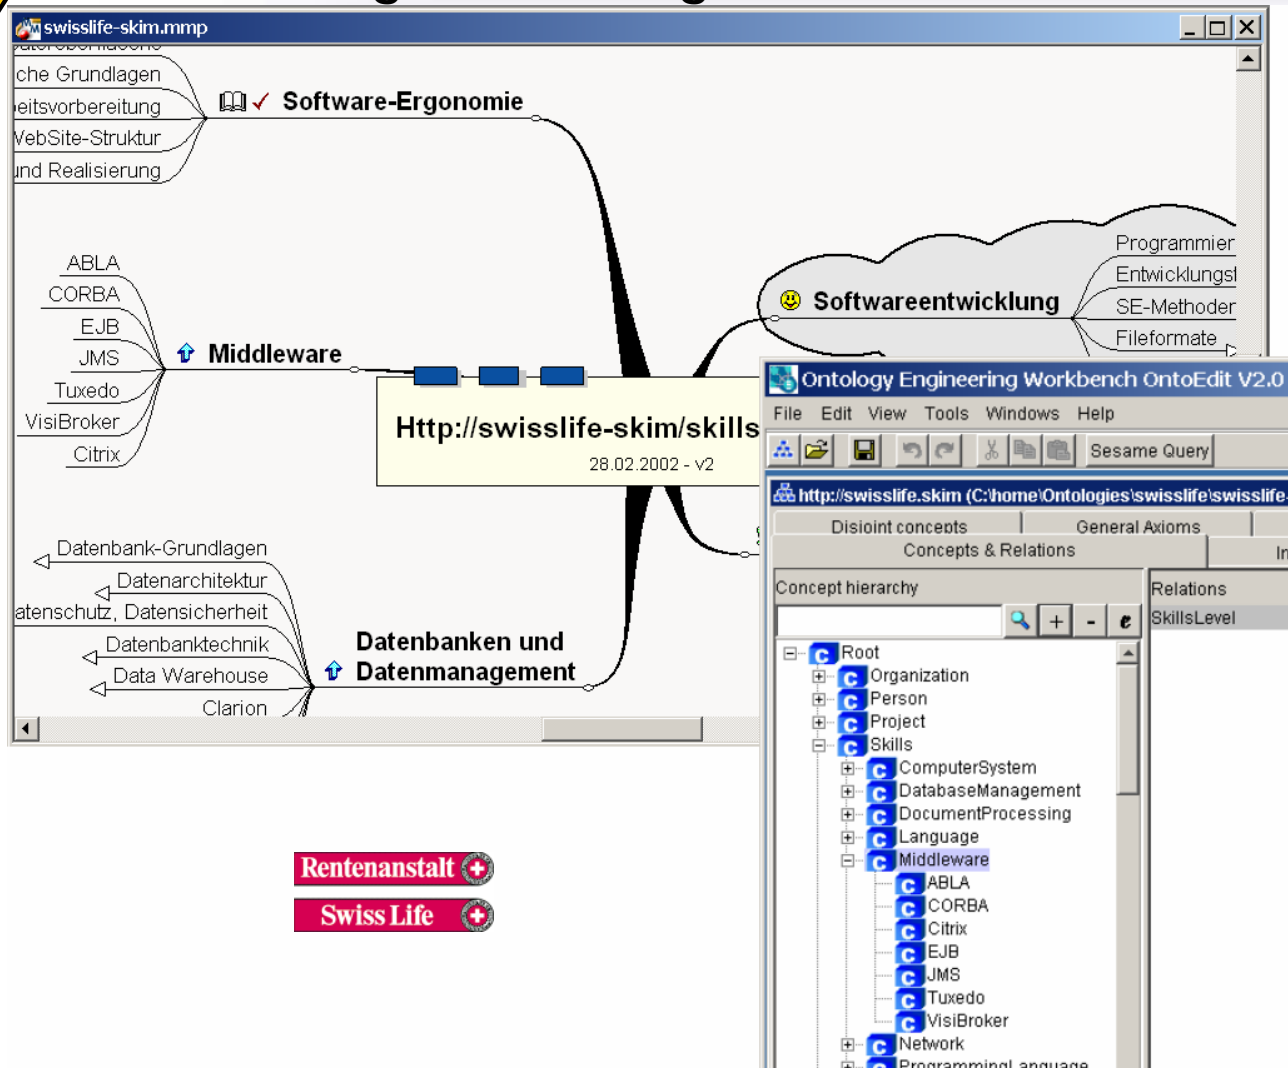 swisslife-skim.mmp
che Grundlagen
eitsvorbereitung
WebSite-Struktur
und Realisierung
Software-Ergonomie
ABLA
CORBA
EJB
JMS
Tuxedo
VisiBroker
Citrix
Middleware
Softwareentwicklung
Programmier
Entwicklungsf
SE-Methoden
Fileformate
Http://swisslife-skim/skills
28.02.2002 - v2
Datenbank-Grundlagen
Datenarchitektur
atenschutz, Datensicherheit
Datenbanktechnik
Data Warehouse
Clarion
Datenbanken und
Datenmanagement
Rentenanstalt
Swiss Life
Ontology Engineering Workbench OntoEdit V2.0
File Edit View Tools Windows Help
Sesame Query
http://swisslife.skim (C:\home\Ontologies\swisslife\swisslife-
Disjoint concepts General Axioms
Concepts & Relations In
Concept hierarchy
Relations
SkillsLevel
Root
Organization
Person
Project
Skills
ComputerSystem
DatabaseManagement
DocumentProcessing
Language
Middleware
ABLA
CORBA
Citrix
EJB
JMS
Tuxedo
VisiBroker
Network
ProgrammingLanguage